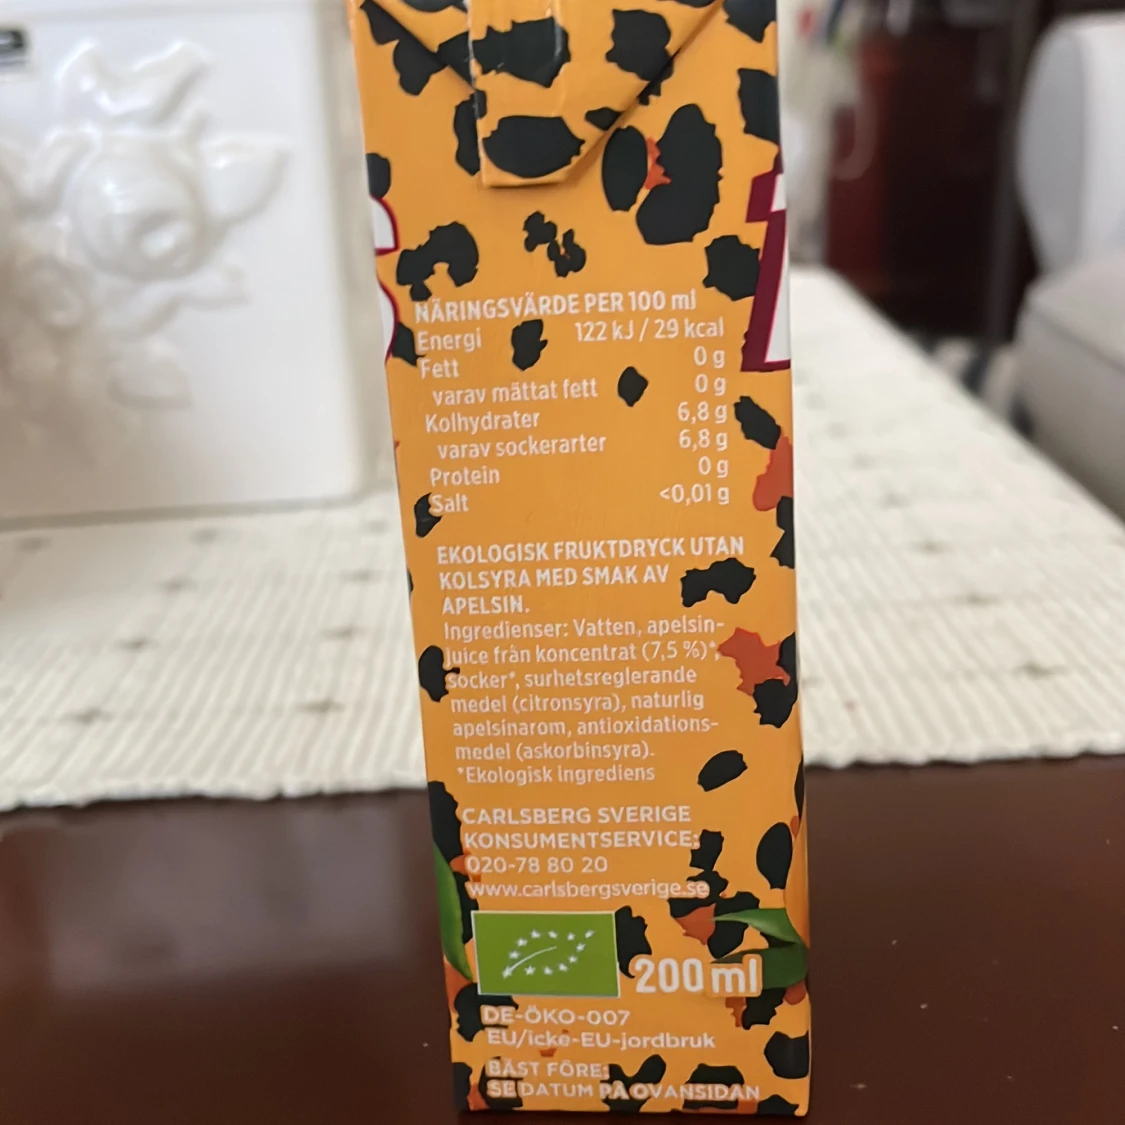 NÄRINGSVÄRDE PER 100 ml
Energi 122 kJ / 29 kcal
Fett 0 g
varav mättat fett 0 g
Kolhydrater 6,8 g
varav sockerarter 6,8 g
Protein 0 g
Salt <0,01 g
EKOLOGISK FRUKTDRYCK UTAN
KOLSYRA MED SMAK AV
APELSIN.
Ingredienser: Vatten, apelsin-
juice från koncentrat (7,5 %)*,
socker*, surhetsreglerande
medel (citronsyra), naturlig
apelsinarom, antioxidations-
medel (askorbinsyra).
*Ekologisk ingrediens
CARLSBERG SVERIGE
KONSUMENTSERVICE:
020-78 80 20
www.carlsbergsverige.se
200 ml
DE-ÖKO-007
EU/icke-EU-jordbruk
BÄST FÖRE:
SE DATUM PÅ OVANSIDAN